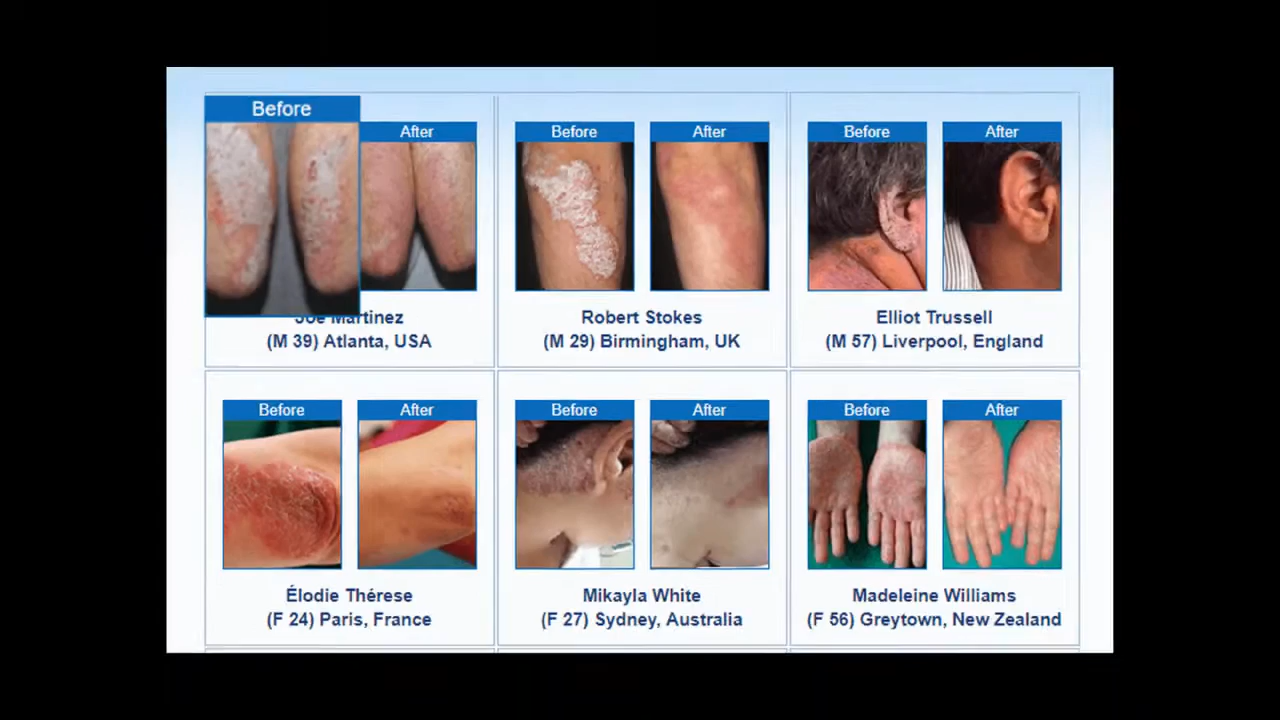 Before
After
Joe Martinez
(M 39) Atlanta, USA
Before
After
Robert Stokes
(M 29) Birmingham, UK
Before
After
Elliot Trussell
(M 57) Liverpool, England
Before
After
Élodie Thérese
(F 24) Paris, France
Before
After
Mikayla White
(F 27) Sydney, Australia
Before
After
Madeleine Williams
(F 56) Greytown, New Zealand